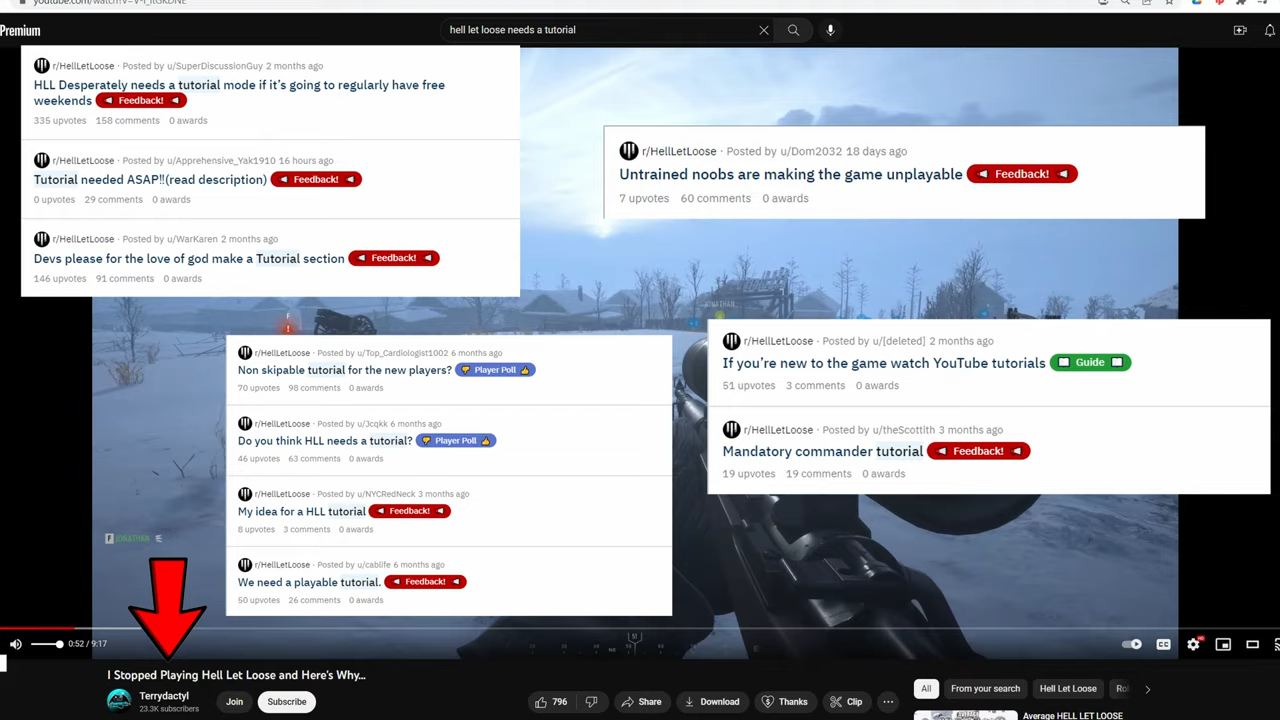 Premium
hell let loose needs a tutorial
r/HellLetLoose · Posted by u/SuperDiscussionGuy 2 months ago
HLL Desperately needs a tutorial mode if it's going to regularly have free
weekends Feedback!
335 upvotes 158 comments 0 awards
r/HellLetLoose · Posted by u/Apprehensive_Yak1910 16 hours ago
Tutorial needed ASAP!!(read description) Feedback!
0 upvotes 29 comments 0 awards
r/HellLetLoose · Posted by u/WarKaren 2 months ago
Devs please for the love of god make a Tutorial section Feedback!
146 upvotes 91 comments 0 awards
r/HellLetLoose · Posted by u/Dom2032 18 days ago
Untrained noobs are making the game unplayable Feedback!
7 upvotes 60 comments 0 awards
JONATHAN
r/HellLetLoose · Posted by u/Top_Cardiologist1002 6 months ago
Non skipable tutorial for the new players? Player Poll
70 upvotes 98 comments 0 awards
r/HellLetLoose · Posted by u/Jcqkk 6 months ago
Do you think HLL needs a tutorial? Player Poll
46 upvotes 63 comments 0 awards
r/HellLetLoose · Posted by u/NYCRedNeck 3 months ago
My idea for a HLL tutorial Feedback!
8 upvotes 3 comments 0 awards
r/HellLetLoose · Posted by u/cablife 6 months ago
We need a playable tutorial. Feedback!
50 upvotes 26 comments 0 awards
r/HellLetLoose · Posted by u/[deleted] 2 months ago
If you're new to the game watch YouTube tutorials Guide
51 upvotes 3 comments 0 awards
r/HellLetLoose · Posted by u/theScottith 3 months ago
Mandatory commander tutorial Feedback!
19 upvotes 19 comments 0 awards
F JONATHAN
51
0:52 / 9:17
CC
HD
I Stopped Playing Hell Let Loose and Here's Why...
Terrydactyl
23.3K subscribers
Join
Subscribe
796
Share
Download
Thanks
Clip
All
From your search
Hell Let Loose
Average HELL LET LOOSE